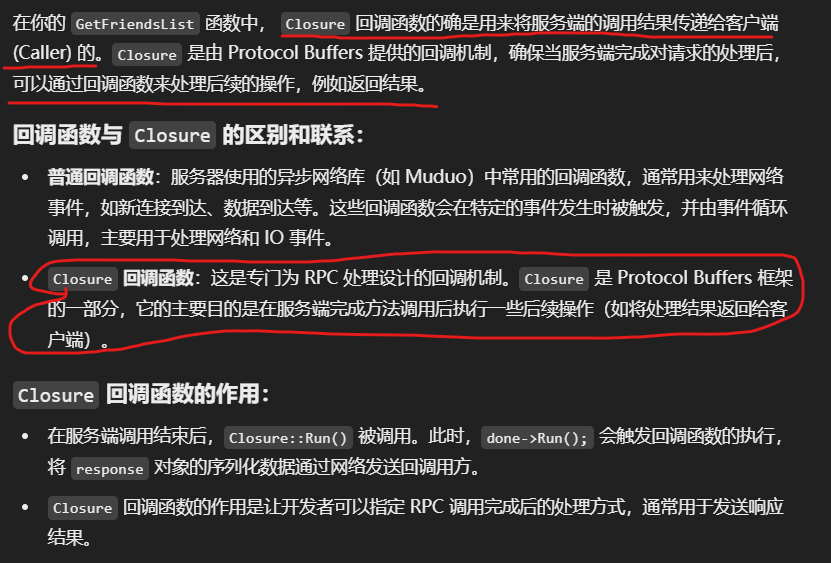 在你的 GetFriendsList 函数中， Closure 回调函数的确是用来将服务端的调用结果传递给客户端
(Caller) 的。 Closure 是由 Protocol Buffers 提供的回调机制，确保当服务端完成对请求的处理后，
可以通过回调函数来处理后续的操作，例如返回结果。
回调函数与 Closure 的区别和联系：
• 普通回调函数：服务器使用的异步网络库（如 Muduo）中常用的回调函数，通常用来处理网络
事件，如新连接到达、数据到达等。这些回调函数会在特定的事件发生时被触发，并由事件循环
调用，主要用于处理网络和 IO 事件。
• Closure 回调函数：这是专门为 RPC 处理设计的回调机制。 Closure 是 Protocol Buffers 框架
的一部分，它的主要目的是在服务端完成方法调用后执行一些后续操作（如将处理结果返回给客
户端）。
Closure 回调函数的作用：
• 在服务端调用结束后， Closure::Run() 被调用。此时， done->Run(); 会触发回调函数的执行，
将 response 对象的序列化数据通过网络发送回调用方。
• Closure 回调函数的作用是让开发者可以指定 RPC 调用完成后的处理方式，通常用于发送响应
结果。